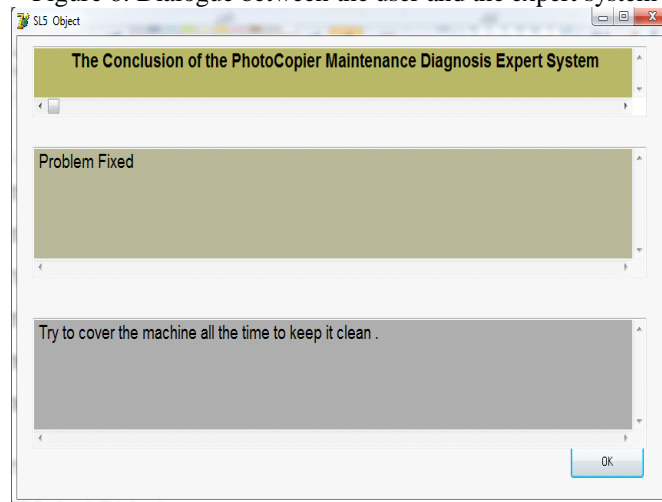 Figure 6: Dialogue between the user and the expert system
SL5 Object
The Conclusion of the PhotoCopier Maintenance Diagnosis Expert System
Problem Fixed
Try to cover the machine all the time to keep it clean .
OK